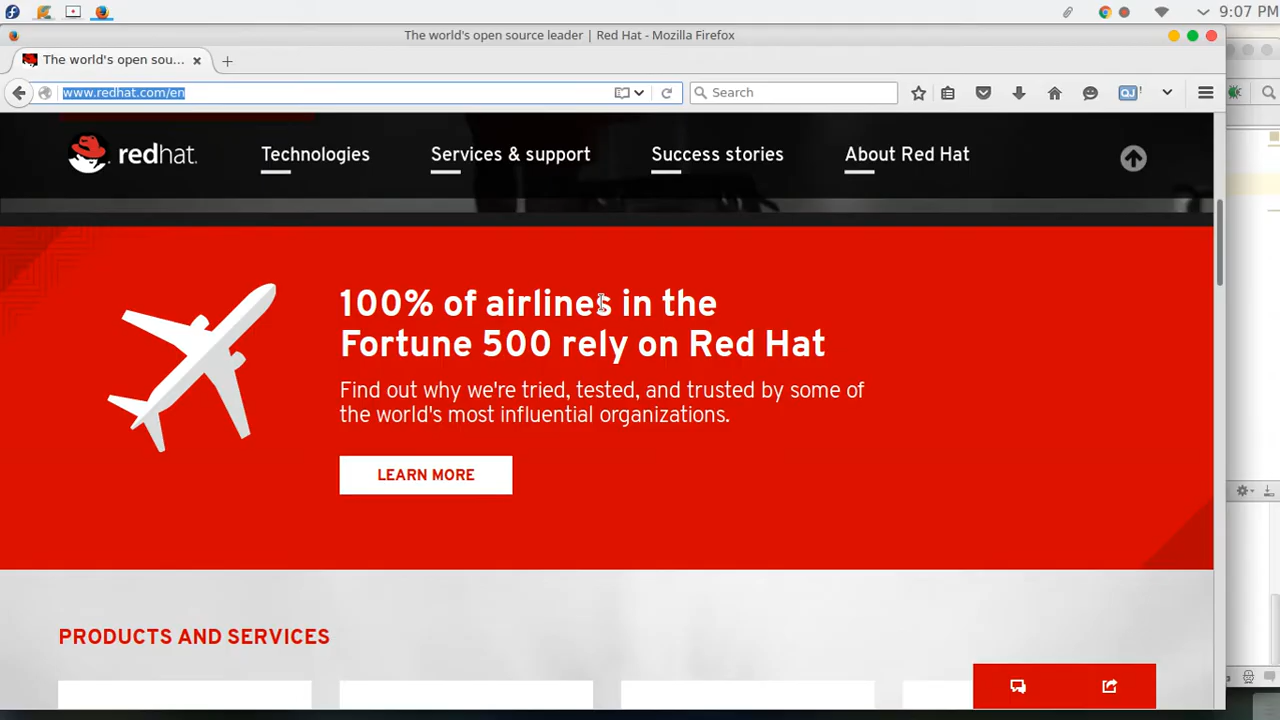 9:07 PM
The world's open source leader | Red Hat - Mozilla Firefox
The world's open sou...
www.redhat.com/en
Search
redhat.
Technologies
Services & support
Success stories
About Red Hat
100% of airlines in the
Fortune 500 rely on Red Hat
Find out why we're tried, tested, and trusted by some of
the world's most influential organizations.
LEARN MORE
PRODUCTS AND SERVICES